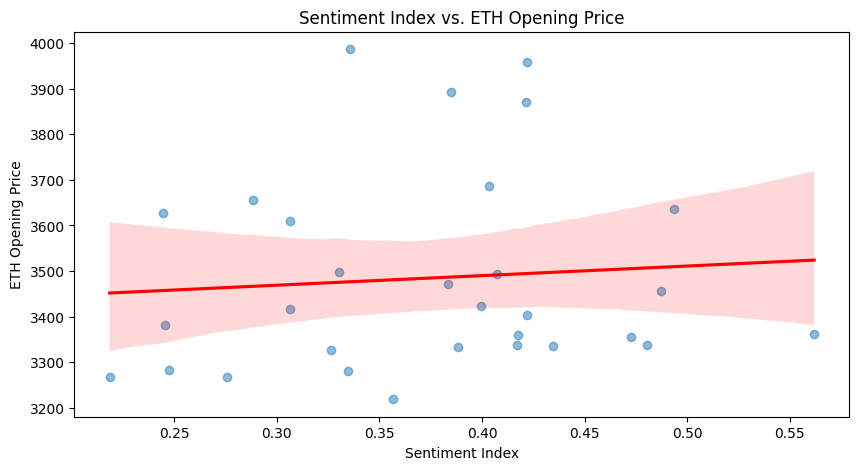 Sentiment Index vs. ETH Opening Price
4000
3900
3800
3700
3600
3500
3400
3300
3200
ETH Opening Price
0.25 0.30 0.35 0.40 0.45 0.50 0.55
Sentiment Index